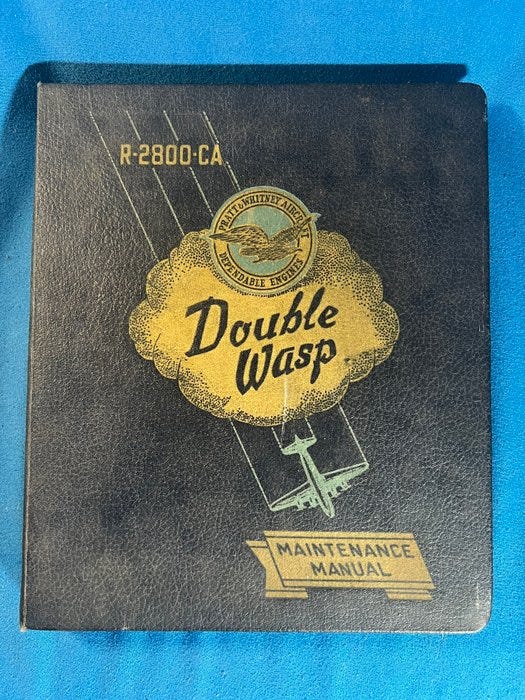 R-2800-CA
PRATT & WHITNEY AIRCRAFT
DEPENDABLE ENGINES
Double
Wasp
MAINTENANCE
MANUAL